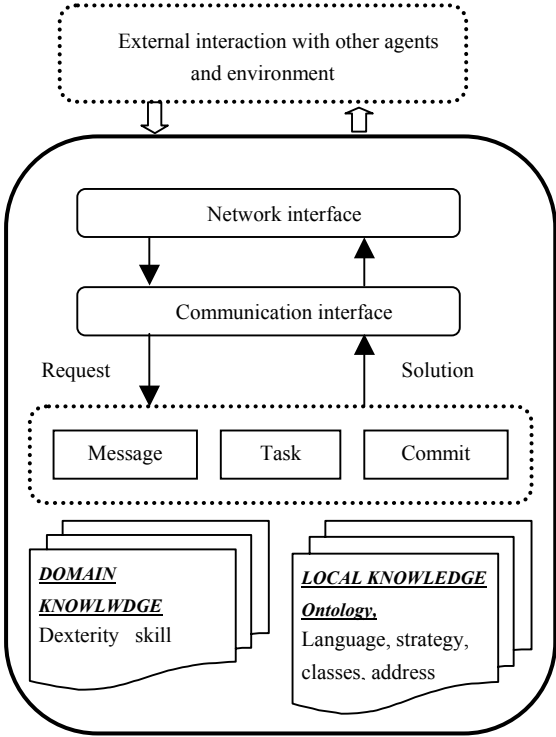 External interaction with other agents
and environment
Network interface
Communication interface
Request
Solution
Message
Task
Commit
DOMAIN
KNOWLWDGE
Dexterity skill
LOCAL KNOWLEDGE
Ontology,
Language, strategy,
classes, address